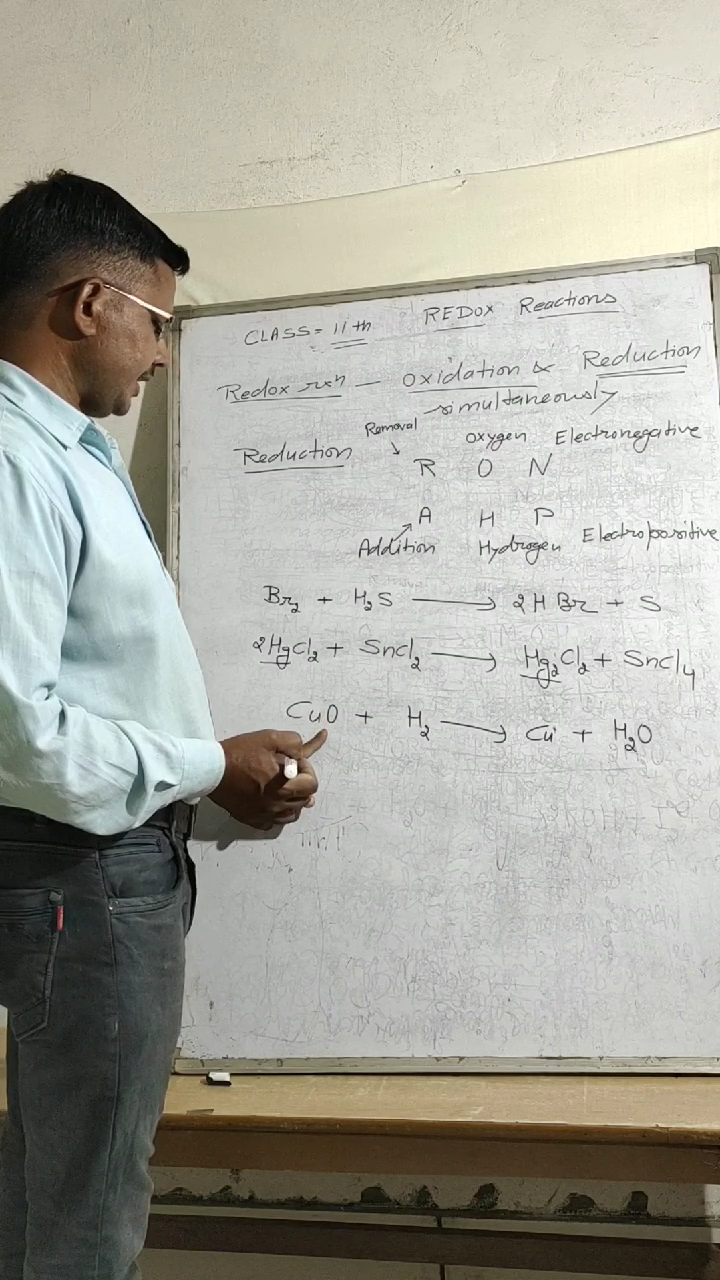 CLASS = 11th REDOX Reactions
Redox rxn — Oxidation & Reduction
simultaneously
Removal oxygen Electronegative
Reduction R O N
A H P
Addition Hydrogen Electropositive
Br₂ + H₂S ⟶ 2HBr + S
2HgCl₂ + Sncl₂ ⟶ Hg₂Cl₂ + Sncl₄
CuO + H₂ ⟶ Cu + H₂O